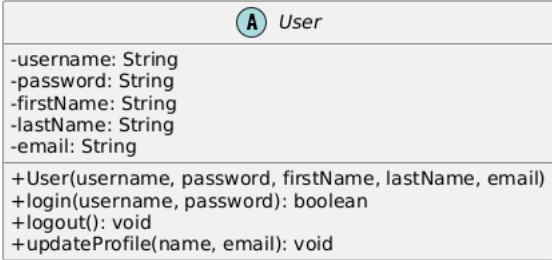 A User
-username: String
-password: String
-firstName: String
-lastName: String
-email: String
+User(username, password, firstName, lastName, email)
+login(username, password): boolean
+logout(): void
+updateProfile(name, email): void